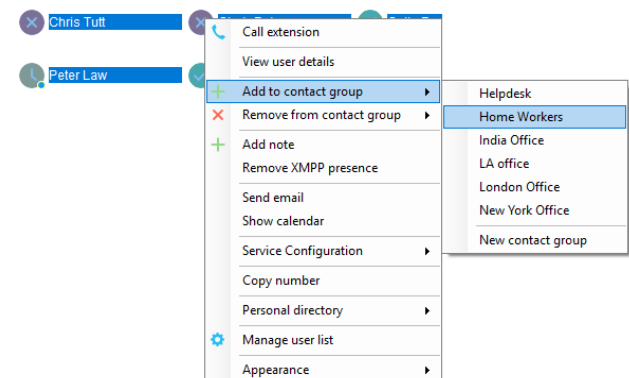 Chris Tutt
Peter Law
Call extension
View user details
Add to contact group
Remove from contact group
Add note
Remove XMPP presence
Send email
Show calendar
Service Configuration
Copy number
Personal directory
Manage user list
Appearance
Helpdesk
Home Workers
India Office
LA office
London Office
New York Office
New contact group